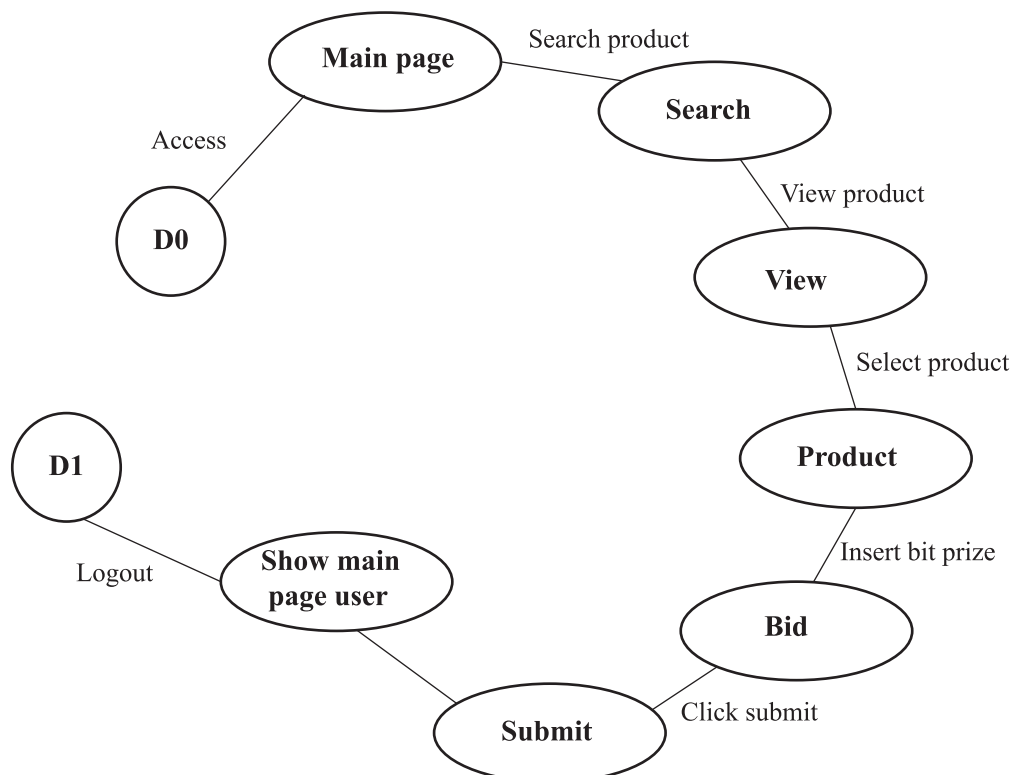 Main page
Search product
Search
Access
View product
D0
View
Select product
Product
D1
Insert bit prize
Show main
page user
Logout
Bid
Click submit
Submit